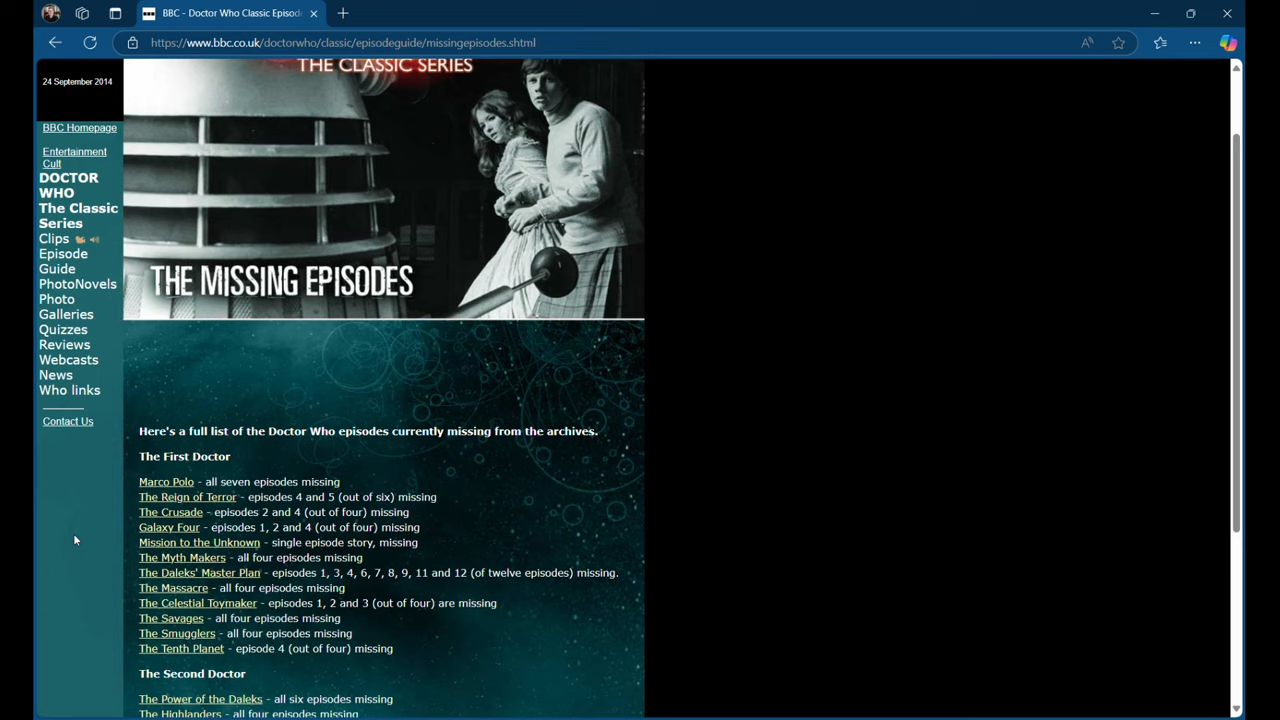 BBC - Doctor Who Classic Episod
https://www.bbc.co.uk/doctorwho/classic/episodeguide/missingepisodes.shtml
24 September 2014
BBC Homepage
Entertainment
Cult
DOCTOR
WHO
The Classic
Series
Clips
Episode
Guide
PhotoNovels
Photo
Galleries
Quizzes
Reviews
Webcasts
News
Who links
Contact Us
THE CLASSIC SERIES
THE MISSING EPISODES
Here's a full list of the Doctor Who episodes currently missing from the archives.
The First Doctor
Marco Polo - all seven episodes missing
The Reign of Terror - episodes 4 and 5 (out of six) missing
The Crusade - episodes 2 and 4 (out of four) missing
Galaxy Four - episodes 1, 2 and 4 (out of four) missing
Mission to the Unknown - single episode story, missing
The Myth Makers - all four episodes missing
The Daleks' Master Plan - episodes 1, 3, 4, 6, 7, 8, 9, 11 and 12 (of twelve episodes) missing.
The Massacre - all four episodes missing
The Celestial Toymaker - episodes 1, 2 and 3 (out of four) are missing
The Savages - all four episodes missing
The Smugglers - all four episodes missing
The Tenth Planet - episode 4 (out of four) missing
The Second Doctor
The Power of the Daleks - all six episodes missing
The Highlanders - all four episodes missing